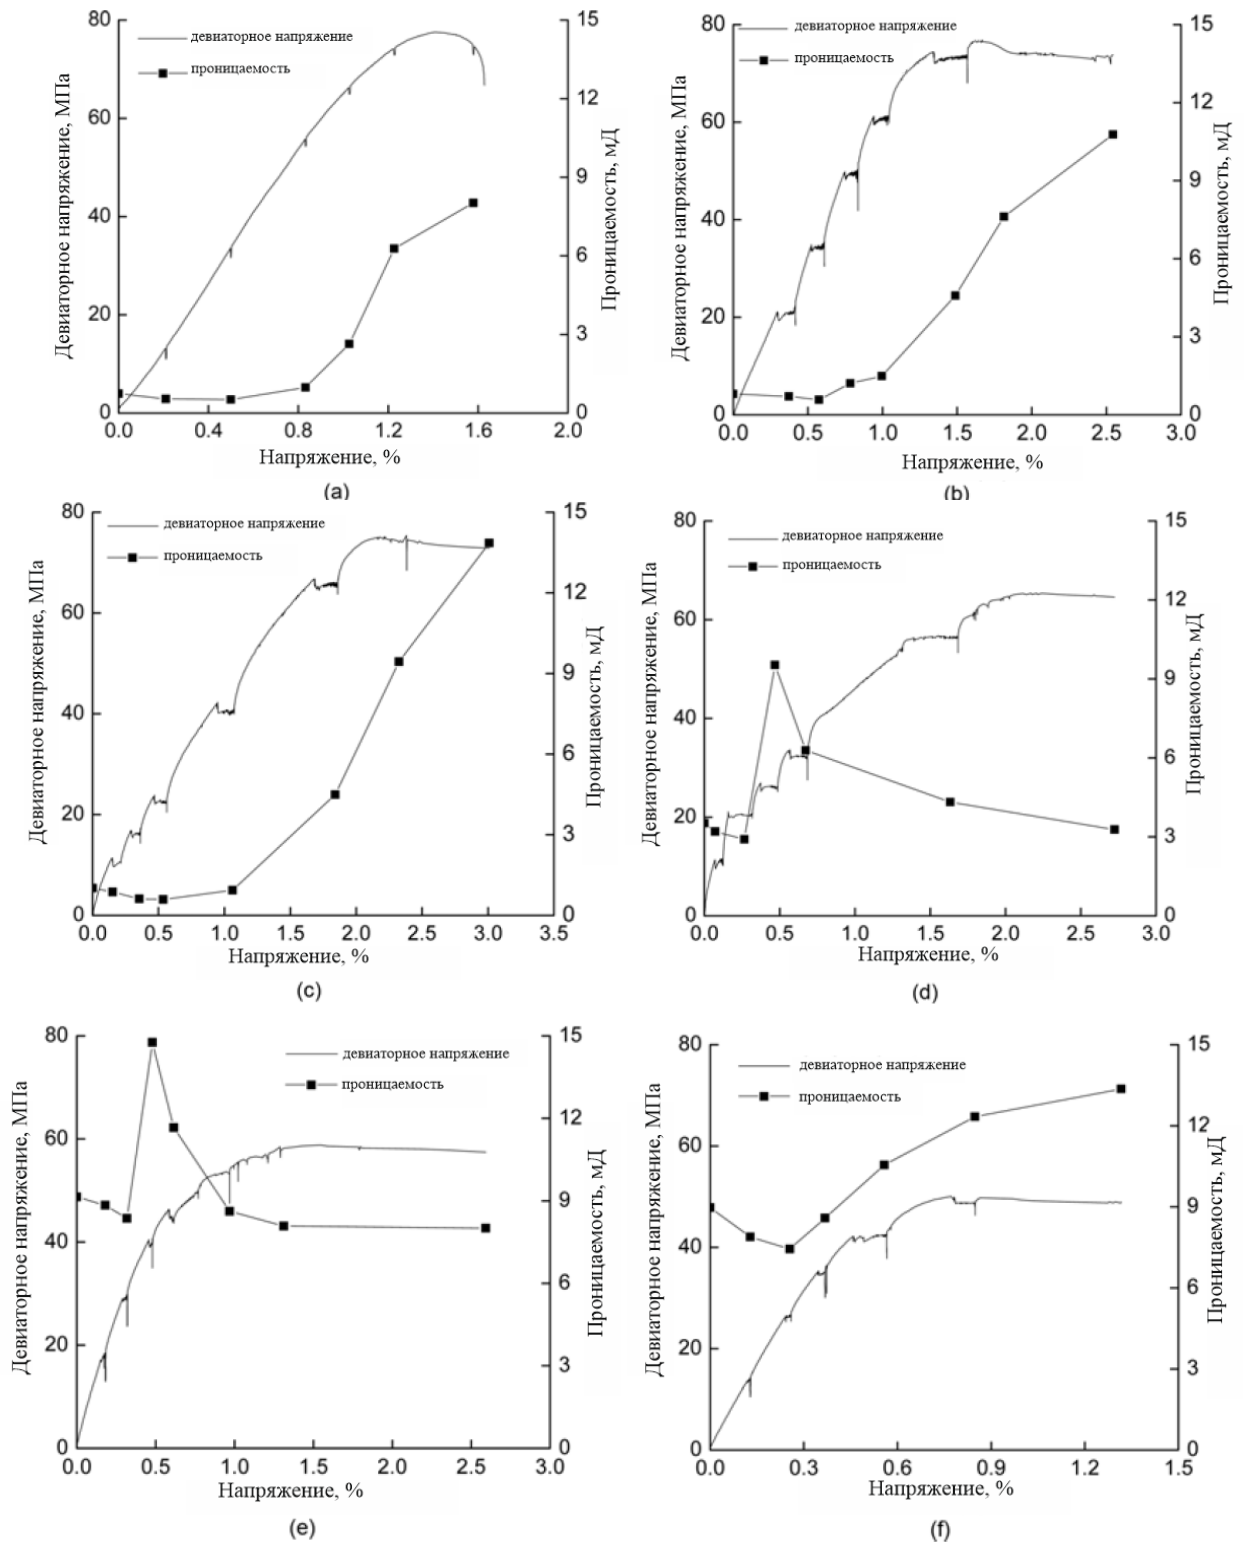 80
60
40
20
0
15
12
9
6
3
0
девиаторное напряжение
проницаемость
Девиаторное напряжение, МПа
Проницаемость, мД
0.0 0.4 0.8 1.2 1.6 2.0
Напряжение, %
(a)
80
60
40
20
0
15
12
9
6
3
0
девиаторное напряжение
проницаемость
Девиаторное напряжение, МПа
Проницаемость, мД
0.0 0.5 1.0 1.5 2.0 2.5 3.0
Напряжение, %
(b)
80
60
40
20
0
15
12
9
6
3
0
девиаторное напряжение
проницаемость
Девиаторное напряжение, МПа
Проницаемость, мД
0.0 0.5 1.0 1.5 2.0 2.5 3.0 3.5
Напряжение, %
(c)
80
60
40
20
0
15
12
9
6
3
0
девиаторное напряжение
проницаемость
Девиаторное напряжение, МПа
Проницаемость, мД
0.0 0.5 1.0 1.5 2.0 2.5 3.0
Напряжение, %
(d)
80
60
40
20
0
15
12
9
6
3
0
девиаторное напряжение
проницаемость
Девиаторное напряжение, МПа
Проницаемость, мД
0.0 0.5 1.0 1.5 2.0 2.5 3.0
Напряжение, %
(e)
80
60
40
20
0
15
12
9
6
3
0
девиаторное напряжение
проницаемость
Девиаторное напряжение, МПа
Проницаемость, мД
0.0 0.3 0.6 0.9 1.2 1.5
Напряжение, %
(f)